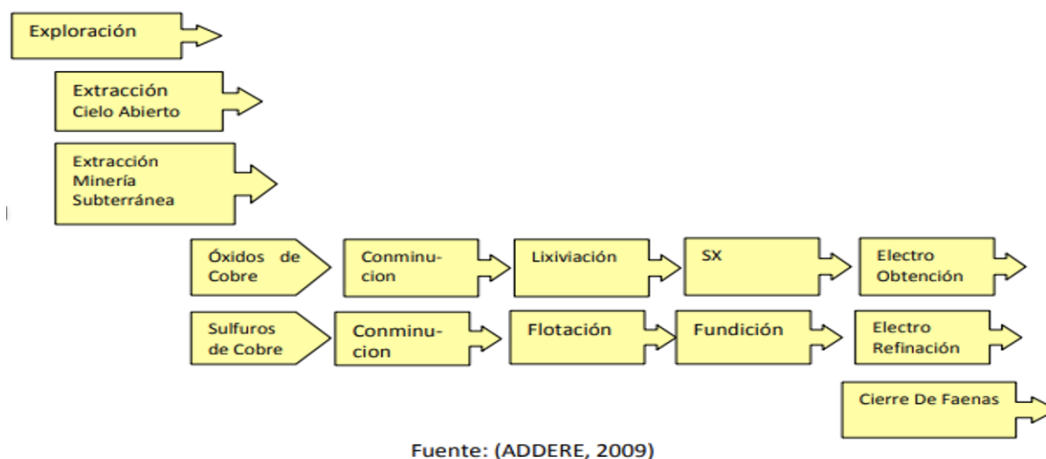 Exploración
Extracción
Cielo Abierto
Extracción
Minería
Subterránea
Óxidos de
Cobre
Conminu-
cion
Lixiviación
SX
Electro
Obtención
Sulfuros
de Cobre
Conminu-
cion
Flotación
Fundición
Electro
Refinación
Cierre De Faenas
Fuente: (ADDERE, 2009)